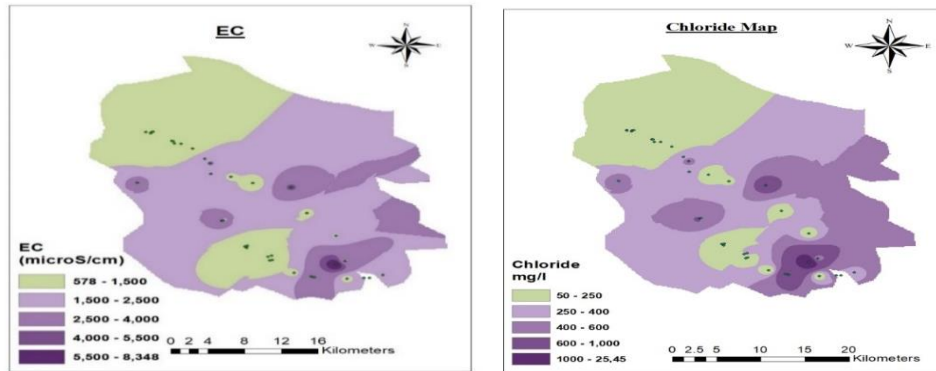 EC
N
W E
S
EC
(microS/cm)
578 - 1,500
1,500 - 2,500
2,500 - 4,000
4,000 - 5,500
5,500 - 8,348
0 2 4 8 12 16
Kilometers
Chloride Map
N
W E
S
Chloride
mg/l
50 - 250
250 - 400
400 - 600
600 - 1,000
1000 - 25,45
0 2.5 5 10 15 20
Kilometers